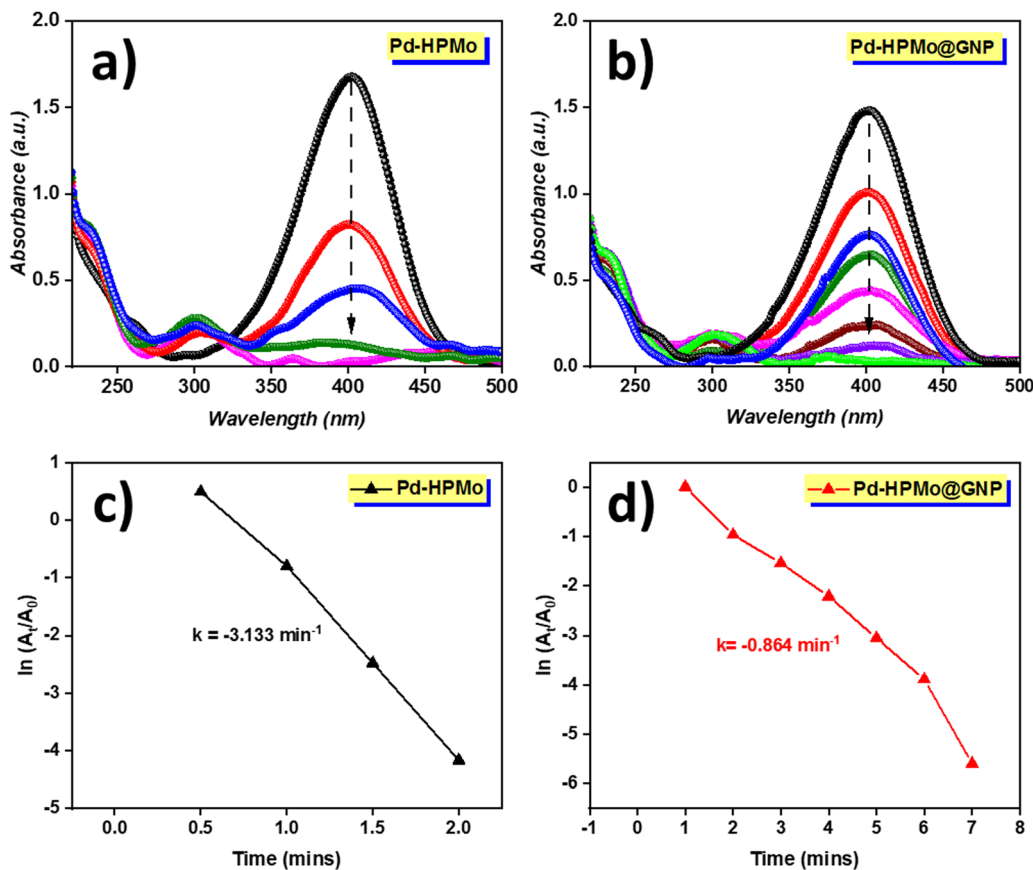 a)
Pd-HPMo
2.0
1.5
1.0
0.5
0.0
Absorbance (a.u.)
250 300 350 400 450 500
Wavelength (nm)
b)
Pd-HPMo@GNP
2.0
1.5
1.0
0.5
0.0
Absorbance (a.u.)
250 300 350 400 450 500
Wavelength (nm)
c)
Pd-HPMo
1
0
-1
-2
-3
-4
-5
ln (At/A0)
k = -3.133 min-1
0.0 0.5 1.0 1.5 2.0
Time (mins)
d)
Pd-HPMo@GNP
0
-1
-2
-3
-4
-5
-6
ln (At/A0)
k= -0.864 min-1
-1 0 1 2 3 4 5 6 7 8
Time (mins)